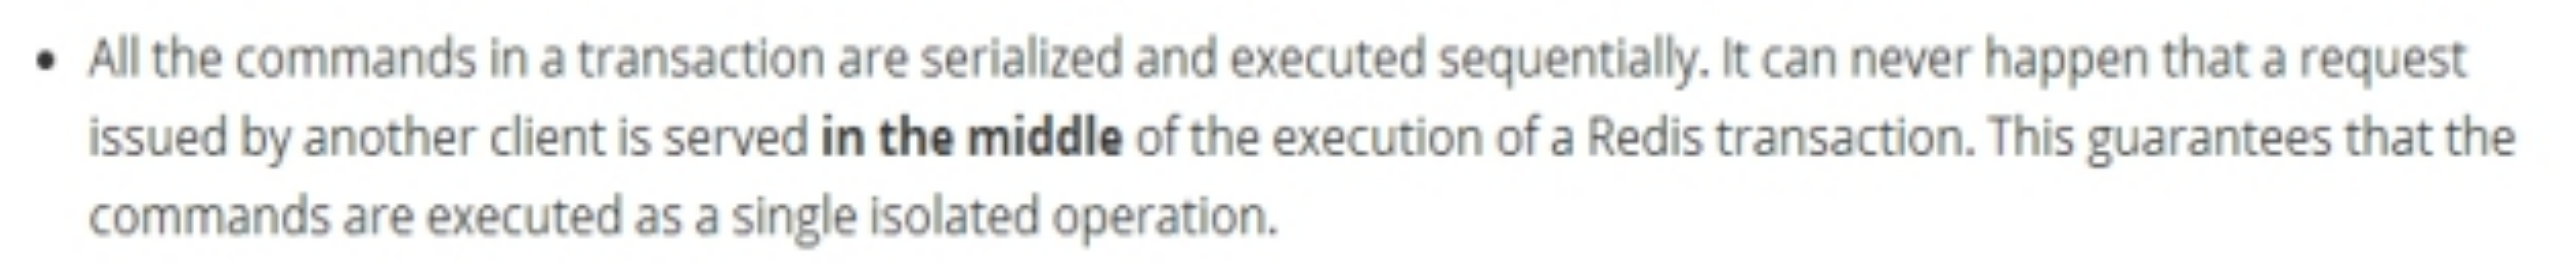 • All the commands in a transaction are serialized and executed sequentially. It can never happen that a request
issued by another client is served in the middle of the execution of a Redis transaction. This guarantees that the
commands are executed as a single isolated operation.